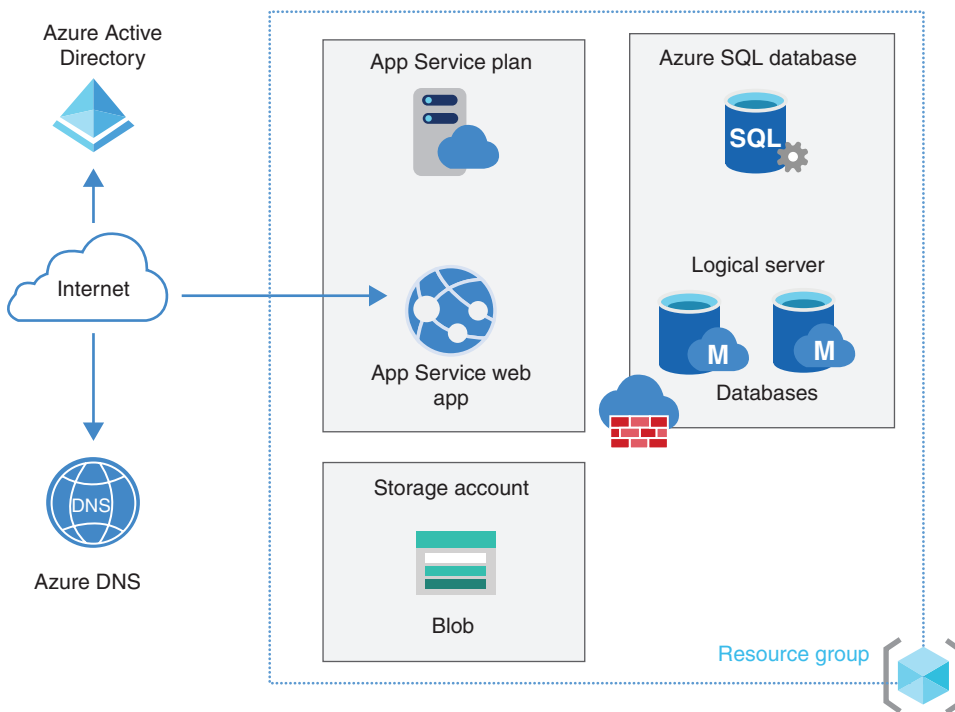 Azure Active
Directory
Internet
DNS
Azure DNS
App Service plan
App Service web
app
Azure SQL database
SQL
Logical server
M
M
Databases
Storage account
Blob
Resource group